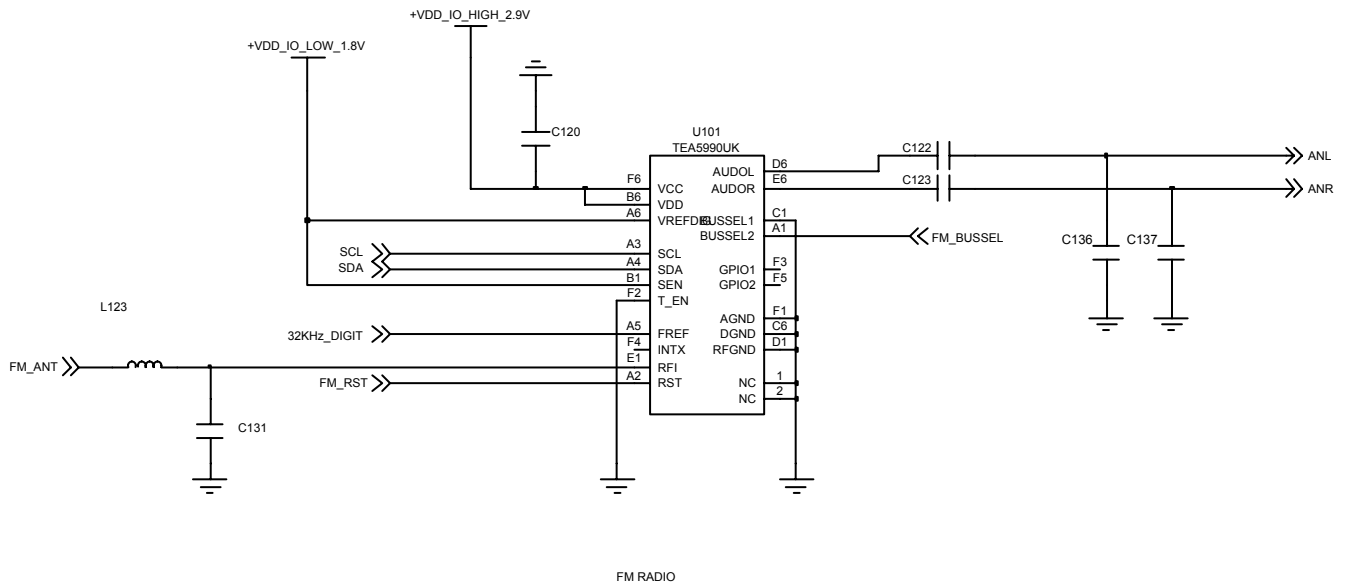 +VDD_IO_HIGH_2.9V
+VDD_IO_LOW_1.8V
C120
U101
TEA5990UK
F6 VCC
B6 VDD
A6 VREFDIG
SCL A3 SCL
SDA A4 SDA
B1 SEN
F2 T_EN
32KHz_DIGIT A5 FREF
F4 INTX
L123
FM_ANT E1 RFI
FM_RST A2 RST
C131
AUDOL D6 C122 ANL
AUDOR E6 C123 ANR
BUSSEL1 C1
BUSSEL2 A1 FM_BUSSEL
C136 C137
GPIO1 F3
GPIO2 F5
AGND F1
DGND C6
RFGND D1
NC 1
NC 2
FM RADIO